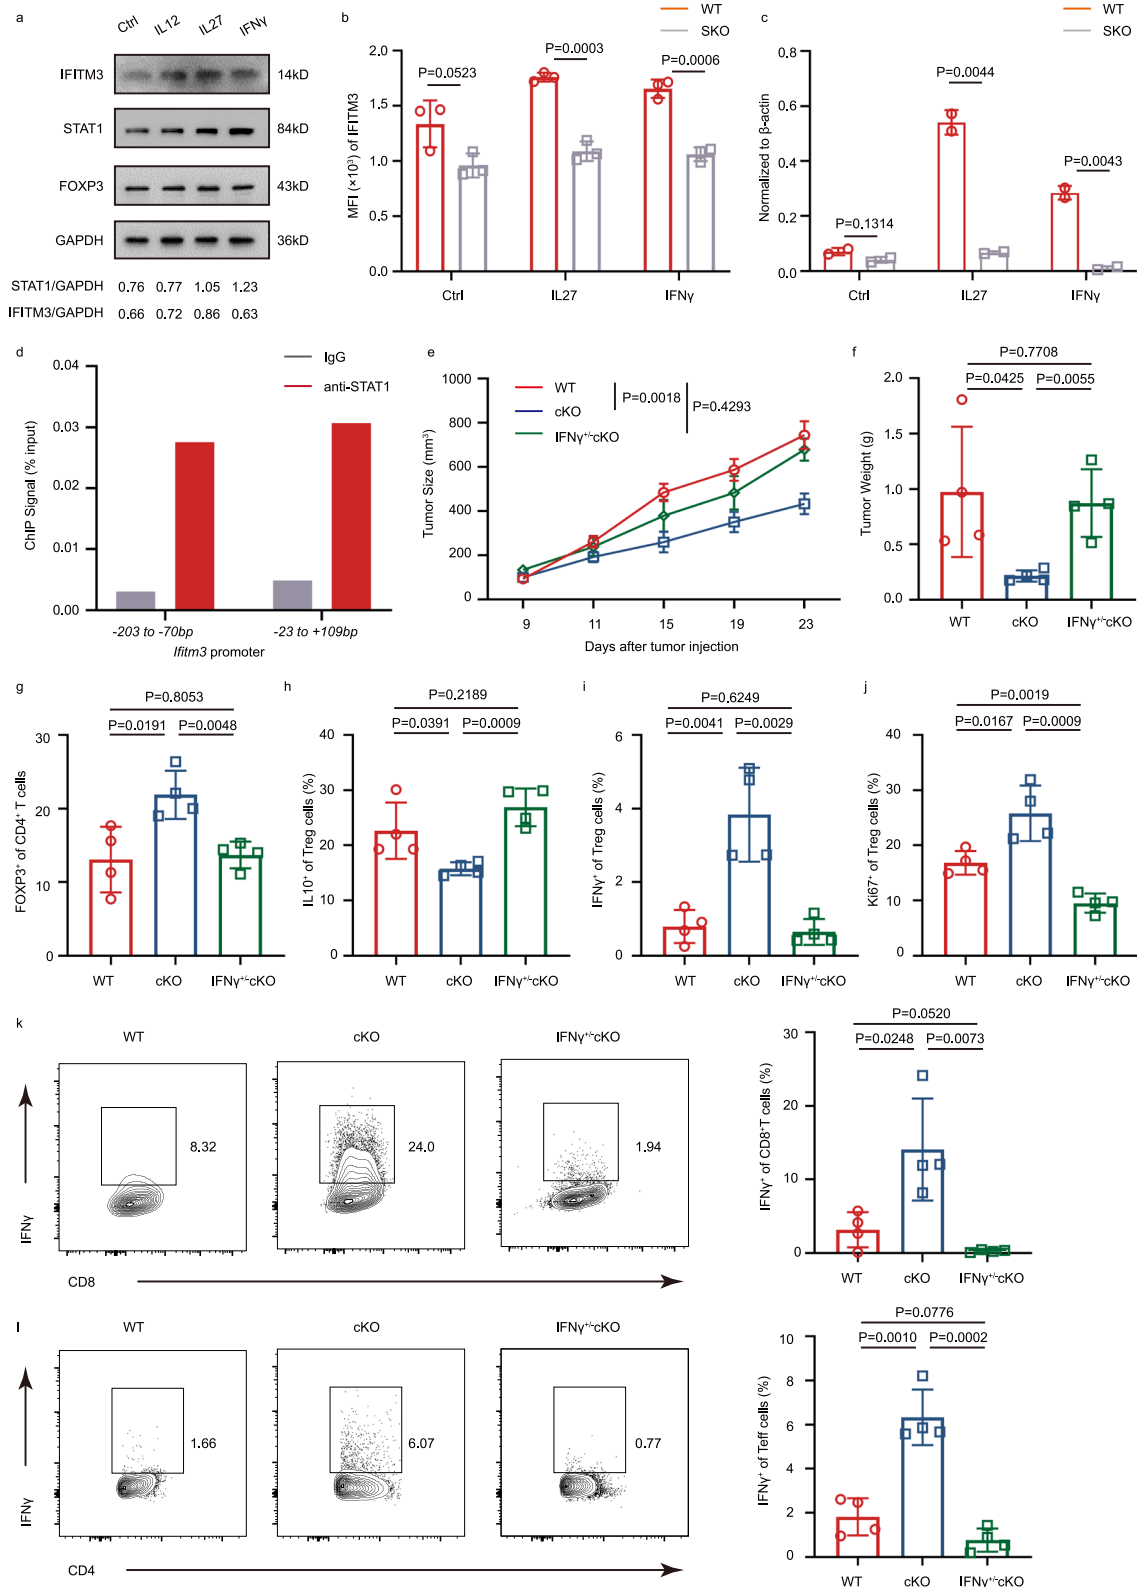 a
Ctrl IL12 IL27 IFNγ
IFITM3 14kD
STAT1 84kD
FOXP3 43kD
GAPDH 36kD
STAT1/GAPDH 0.76 0.77 1.05 1.23
IFITM3/GAPDH 0.66 0.72 0.86 0.63
b
WT
SKO
MFI (×10³) of IFITM3
2.0
1.5
1.0
0.5
0.0
P=0.0523
P=0.0003
P=0.0006
Ctrl IL27 IFNγ
c
WT
SKO
Normalized to β-actin
0.8
0.6
0.4
0.2
0.0
P=0.1314
P=0.0044
P=0.0043
Ctrl IL27 IFNγ
d
IgG
anti-STAT1
ChIP Signal (% input)
0.04
0.03
0.02
0.01
0.00
-203 to -70bp -23 to +109bp
Ifitm3 promoter
e
WT
cKO
IFNγ⁺/⁻cKO
P=0.0018
P=0.4293
Tumor Size (mm³)
1000
800
600
400
200
0
9 11 15 19 23
Days after tumor injection
f
P=0.7708
P=0.0425 P=0.0055
Tumor Weight (g)
2.0
1.5
1.0
0.5
0.0
WT cKO IFNγ⁺/⁻cKO
g
P=0.8053
P=0.0191 P=0.0048
FOXP3⁺ of CD4⁺ T cells
30
20
10
0
WT cKO IFNγ⁺/⁻cKO
h
P=0.2189
P=0.0391 P=0.0009
IL10⁺ of Treg cells (%)
40
30
20
10
0
WT cKO IFNγ⁺/⁻cKO
i
P=0.6249
P=0.0041 P=0.0029
IFNγ⁺ of Treg cells (%)
6
4
2
0
WT cKO IFNγ⁺/⁻cKO
j
P=0.0019
P=0.0167 P=0.0009
Ki67⁺ of Treg cells (%)
40
30
20
10
0
WT cKO IFNγ⁺/⁻cKO
k
WT cKO IFNγ⁺/⁻cKO
8.32 24.0 1.94
IFNγ
CD8
P=0.0520
P=0.0248 P=0.0073
IFNγ⁺ of CD8⁺T cells (%)
30
20
10
0
WT cKO IFNγ⁺/⁻cKO
l
WT cKO IFNγ⁺/⁻cKO
1.66 6.07 0.77
IFNγ
CD4
P=0.0776
P=0.0010 P=0.0002
IFNγ⁺ of Teff cells (%)
10
8
6
4
2
0
WT cKO IFNγ⁺/⁻cKO